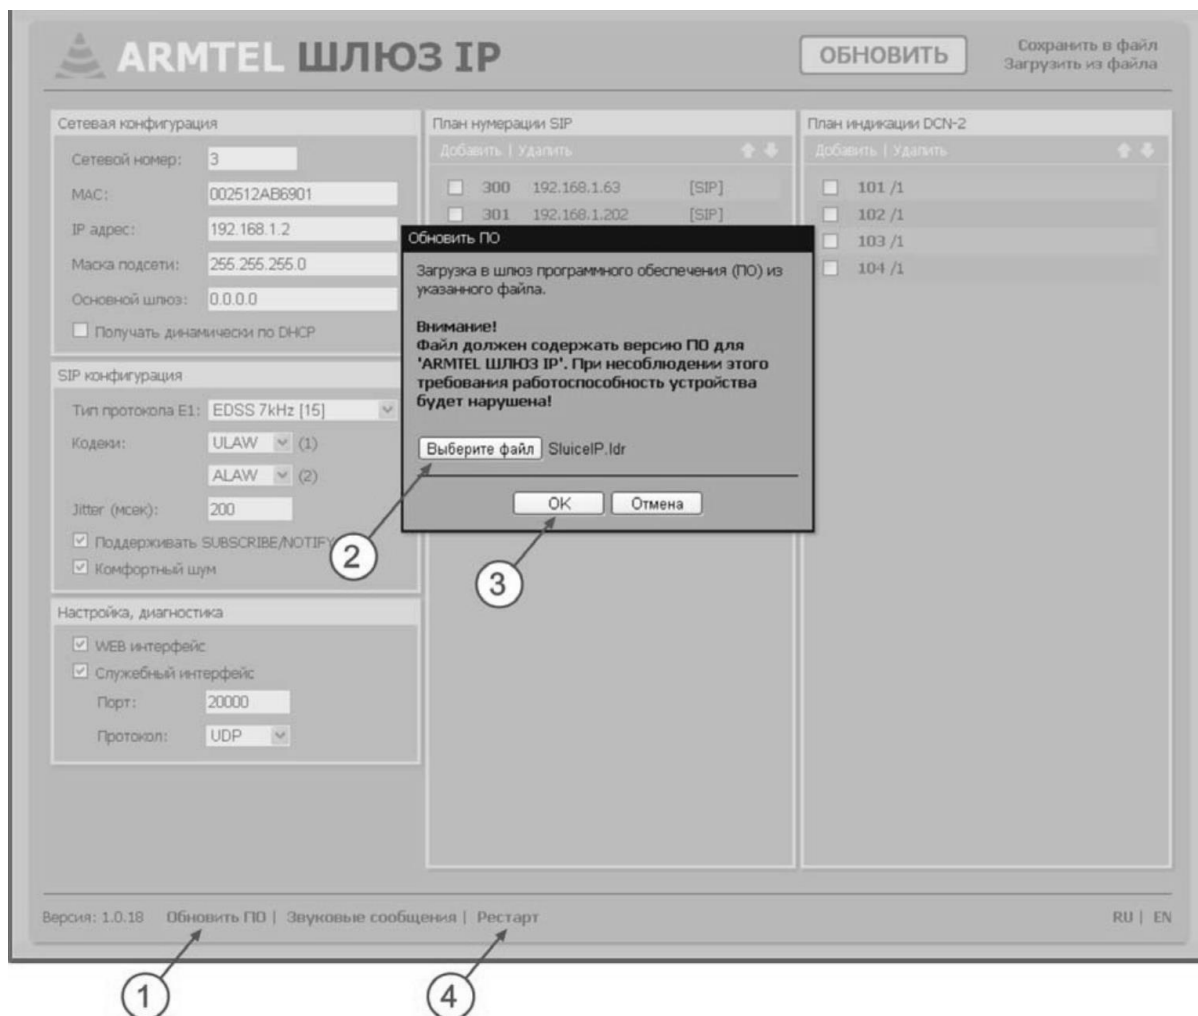 ARMTEL ШЛЮЗ IP
ОБНОВИТЬ
Сохранить в файл
Загрузить из файла
Сетевая конфигурация
Сетевой номер: 3
MAC: 002512AB6901
IP адрес: 192.168.1.2
Маска подсети: 255.255.255.0
Основной шлюз: 0.0.0.0
Получать динамически по DHCP
SIP конфигурация
Тип протокола E1: EDSS 7kHz [15]
Кодеки: ULAW (1)
ALAW (2)
Jitter (мсек): 200
Поддерживать SUBSCRIBE/NOTIFY
Комфортный шум
Настройка, диагностика
WEB интерфейс
Служебный интерфейс
Порт: 20000
Протокол: UDP
План нумерации SIP
Добавить | Удалить
300 192.168.1.63 [SIP]
301 192.168.1.202 [SIP]
План индикации DCN-2
Добавить | Удалить
101 /1
102 /1
103 /1
104 /1
Обновить ПО
Загрузка в шлюз программного обеспечения (ПО) из
указанного файла.
Внимание!
Файл должен содержать версию ПО для
'ARMTEL ШЛЮЗ IP'. При несоблюдении этого
требования работоспособность устройства
будет нарушена!
Выберите файл SluiceIP.ldr
OK Отмена
2
3
Версия: 1.0.18 Обновить ПО | Звуковые сообщения | Рестарт
RU | EN
1
4